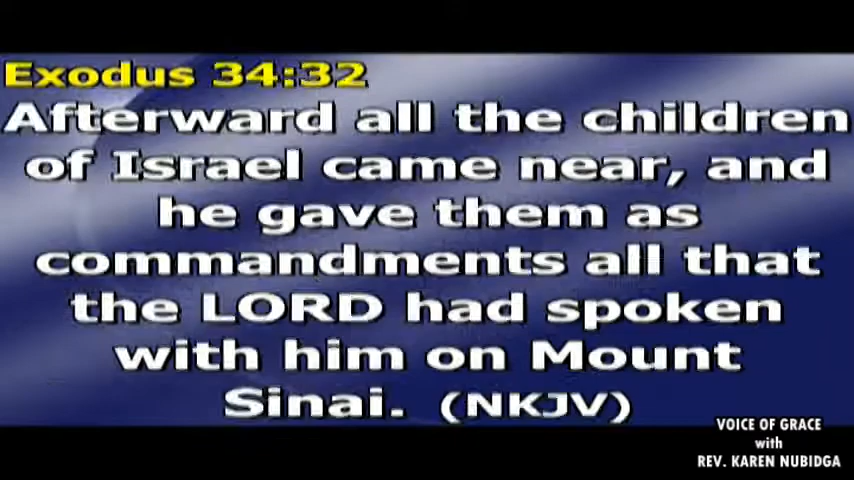 Exodus 34:32
Afterward all the children
of Israel came near, and
he gave them as
commandments all that
the LORD had spoken
with him on Mount
Sinai. (NKJV)
VOICE OF GRACE
with
REV. KAREN NUBIDGA